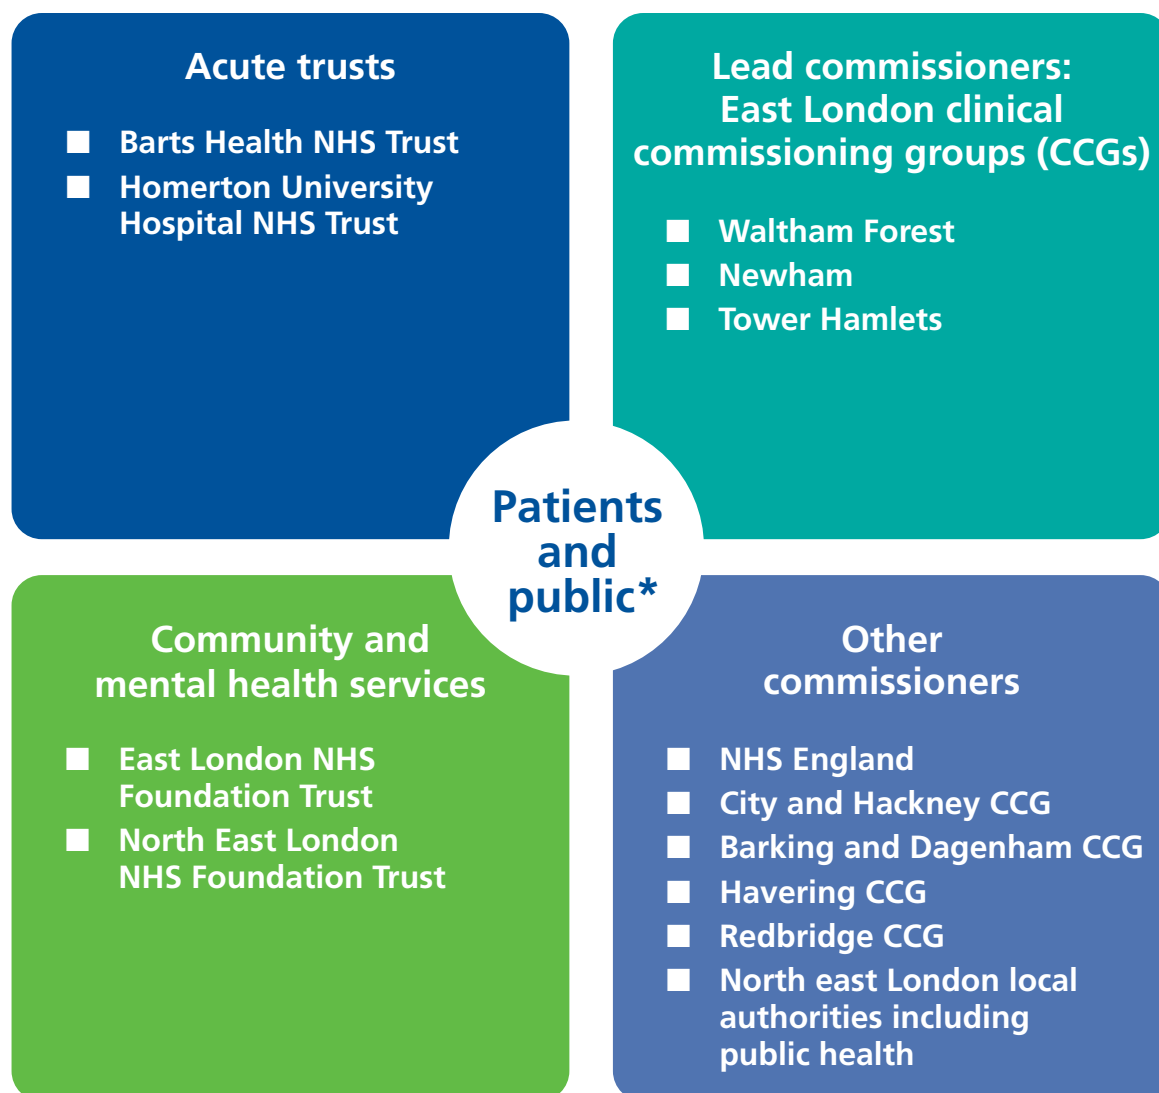 Acute trusts
■ Barts Health NHS Trust
■ Homerton University
Hospital NHS Trust
Lead commissioners:
East London clinical
commissioning groups (CCGs)
■ Waltham Forest
■ Newham
■ Tower Hamlets
Patients
and
public*
Community and
mental health services
■ East London NHS
Foundation Trust
■ North East London
NHS Foundation Trust
Other
commissioners
■ NHS England
■ City and Hackney CCG
■ Barking and Dagenham CCG
■ Havering CCG
■ Redbridge CCG
■ North east London local
authorities including
public health